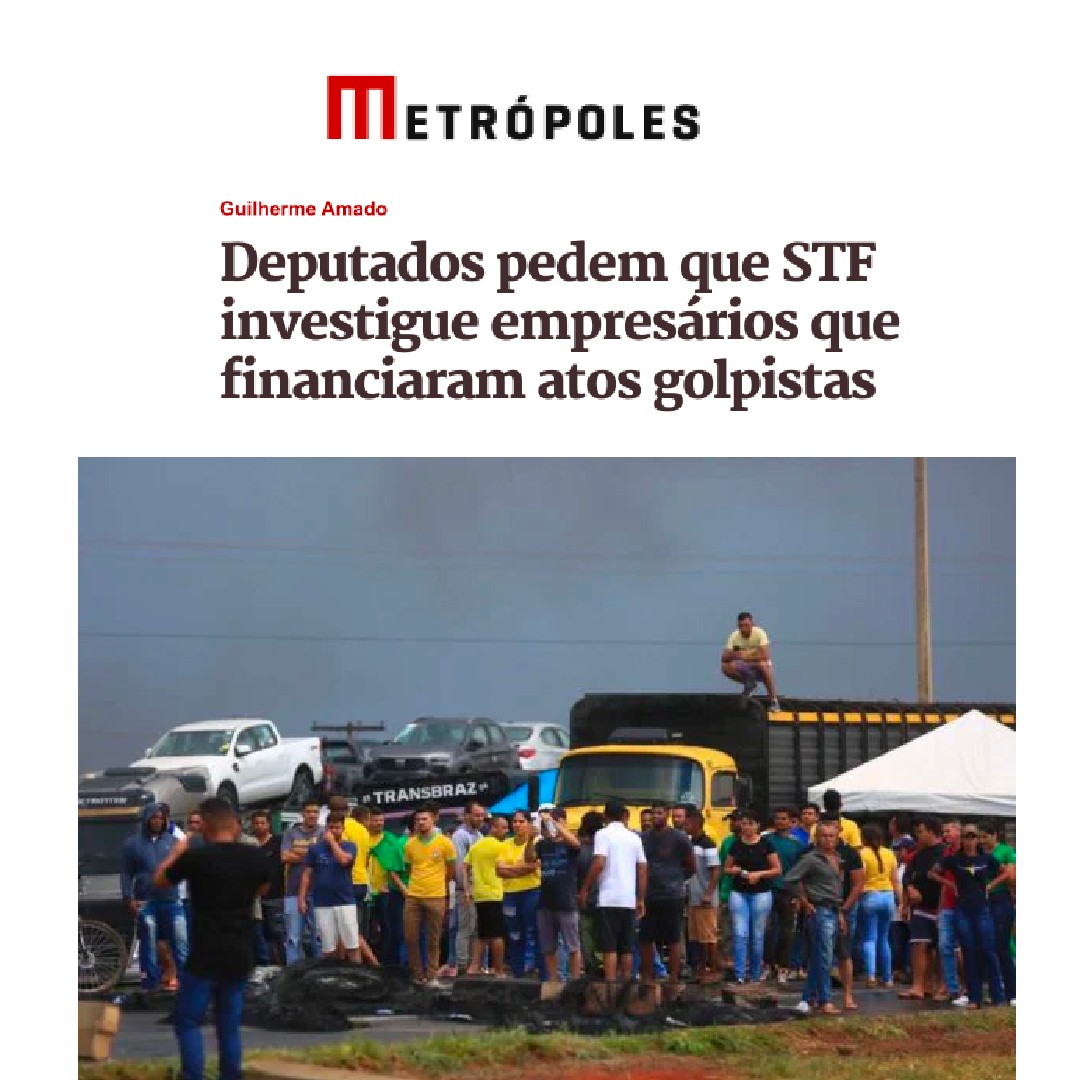 METRÓPOLES
Guilherme Amado
Deputados pedem que STF
investigue empresários que
financiaram atos golpistas
TRANSBRAZ